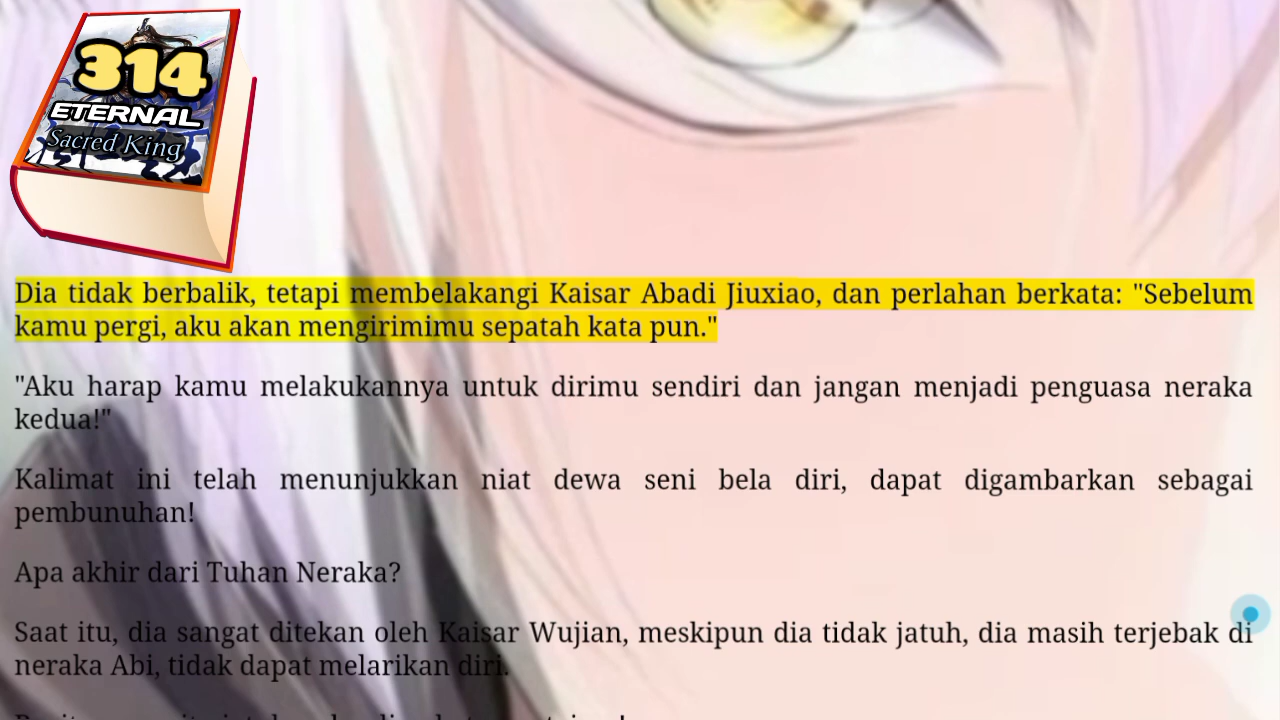 314
ETERNAL
Sacred King
Dia tidak berbalik, tetapi membelakangi Kaisar Abadi Jiuxiao, dan perlahan berkata: "Sebelum
kamu pergi, aku akan mengirimimu sepatah kata pun."
"Aku harap kamu melakukannya untuk dirimu sendiri dan jangan menjadi penguasa neraka
kedua!"
Kalimat ini telah menunjukkan niat dewa seni bela diri, dapat digambarkan sebagai
pembunuhan!
Apa akhir dari Tuhan Neraka?
Saat itu, dia sangat ditekan oleh Kaisar Wujian, meskipun dia tidak jatuh, dia masih terjebak di
neraka Abi, tidak dapat melarikan diri.